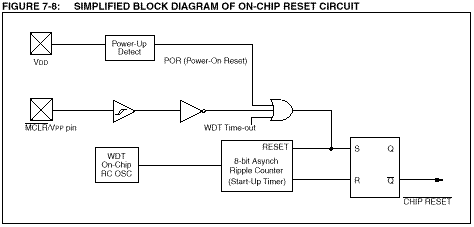 FIGURE 7-8: SIMPLIFIED BLOCK DIAGRAM OF ON-CHIP RESET CIRCUIT
Power-Up
Detect
VDD
POR (Power-On Reset)
MCLR/VPP pin
WDT Time-out
RESET
WDT
On-Chip
RC OSC
8-bit Asynch
Ripple Counter
(Start-Up Timer)
S Q
R Q
CHIP RESET